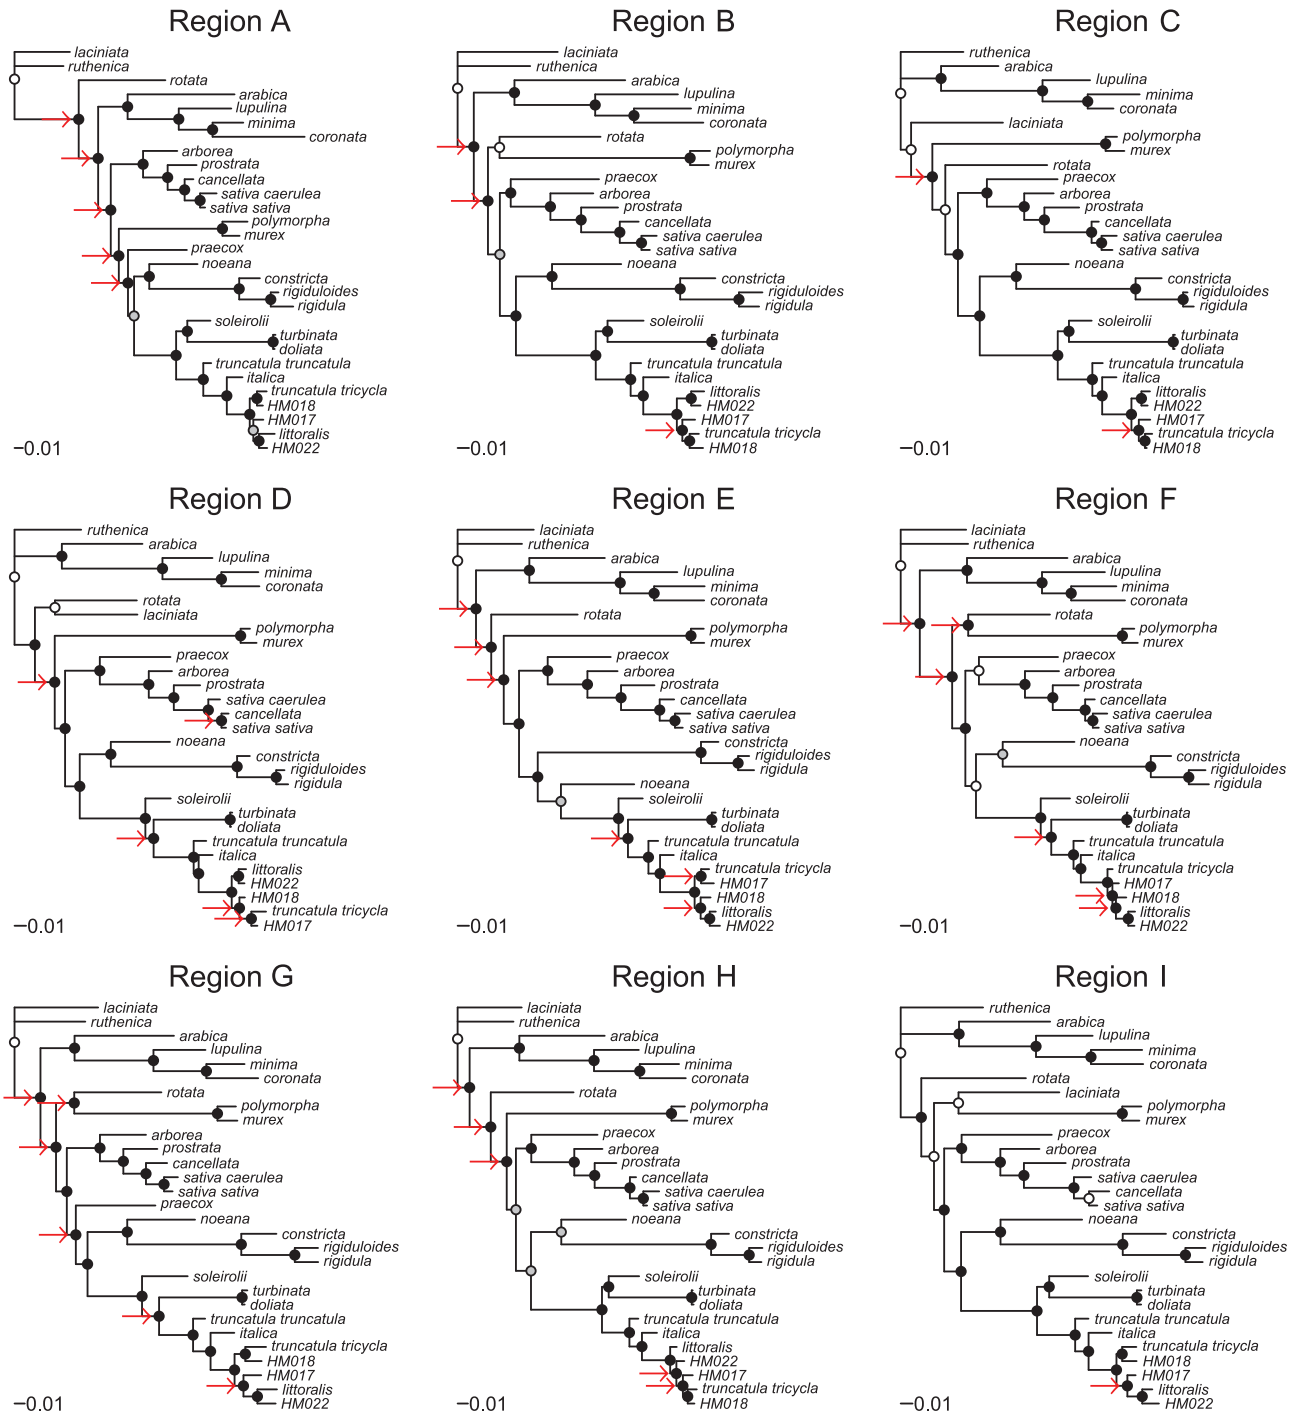 Region A
laciniata
ruthenica
rotata
arabica
lupulina
minima
coronata
arborea
prostrata
cancellata
sativa caerulea
sativa sativa
polymorpha
murex
praecox
noeana
constricta
rigiduloides
rigidula
soleirolii
turbinata
doliata
truncatula truncatula
italica
truncatula tricycla
HM018
HM017
littoralis
HM022
−0.01
Region B
laciniata
ruthenica
arabica
lupulina
minima
coronata
rotata
polymorpha
murex
praecox
arborea
prostrata
cancellata
sativa caerulea
sativa sativa
noeana
constricta
rigiduloides
rigidula
soleirolii
turbinata
doliata
truncatula truncatula
italica
littoralis
HM022
HM017
truncatula tricycla
HM018
−0.01
Region C
ruthenica
arabica
lupulina
minima
coronata
laciniata
polymorpha
murex
rotata
praecox
arborea
prostrata
cancellata
sativa caerulea
sativa sativa
noeana
constricta
rigiduloides
rigidula
soleirolii
turbinata
doliata
truncatula truncatula
italica
littoralis
HM022
HM017
truncatula tricycla
HM018
−0.01
Region D
ruthenica
arabica
lupulina
minima
coronata
rotata
laciniata
polymorpha
murex
praecox
arborea
prostrata
sativa caerulea
cancellata
sativa sativa
noeana
constricta
rigiduloides
rigidula
soleirolii
turbinata
doliata
truncatula truncatula
italica
littoralis
HM022
HM018
truncatula tricycla
HM017
−0.01
Region E
laciniata
ruthenica
arabica
lupulina
minima
coronata
rotata
polymorpha
murex
praecox
arborea
prostrata
cancellata
sativa caerulea
sativa sativa
constricta
rigiduloides
rigidula
noeana
soleirolii
turbinata
doliata
truncatula truncatula
italica
truncatula tricycla
HM017
HM018
littoralis
HM022
−0.01
Region F
laciniata
ruthenica
arabica
lupulina
minima
coronata
rotata
polymorpha
murex
praecox
arborea
prostrata
cancellata
sativa caerulea
sativa sativa
noeana
constricta
rigiduloides
rigidula
soleirolii
turbinata
doliata
truncatula truncatula
italica
truncatula tricycla
HM017
HM018
littoralis
HM022
−0.01
Region G
laciniata
ruthenica
arabica
lupulina
minima
coronata
rotata
polymorpha
murex
arborea
prostrata
cancellata
sativa caerulea
sativa sativa
praecox
noeana
constricta
rigiduloides
rigidula
soleirolii
turbinata
doliata
truncatula truncatula
italica
truncatula tricycla
HM018
HM017
littoralis
HM022
−0.01
Region H
laciniata
ruthenica
arabica
lupulina
minima
coronata
rotata
polymorpha
murex
praecox
arborea
prostrata
cancellata
sativa caerulea
sativa sativa
noeana
constricta
rigiduloides
rigidula
soleirolii
turbinata
doliata
truncatula truncatula
italica
littoralis
HM022
HM017
truncatula tricycla
HM018
−0.01
Region I
ruthenica
arabica
lupulina
minima
coronata
rotata
laciniata
polymorpha
murex
praecox
arborea
prostrata
sativa caerulea
cancellata
sativa sativa
noeana
constricta
rigiduloides
rigidula
soleirolii
turbinata
doliata
truncatula truncatula
italica
truncatula tricycla
HM018
HM017
littoralis
HM022
−0.01